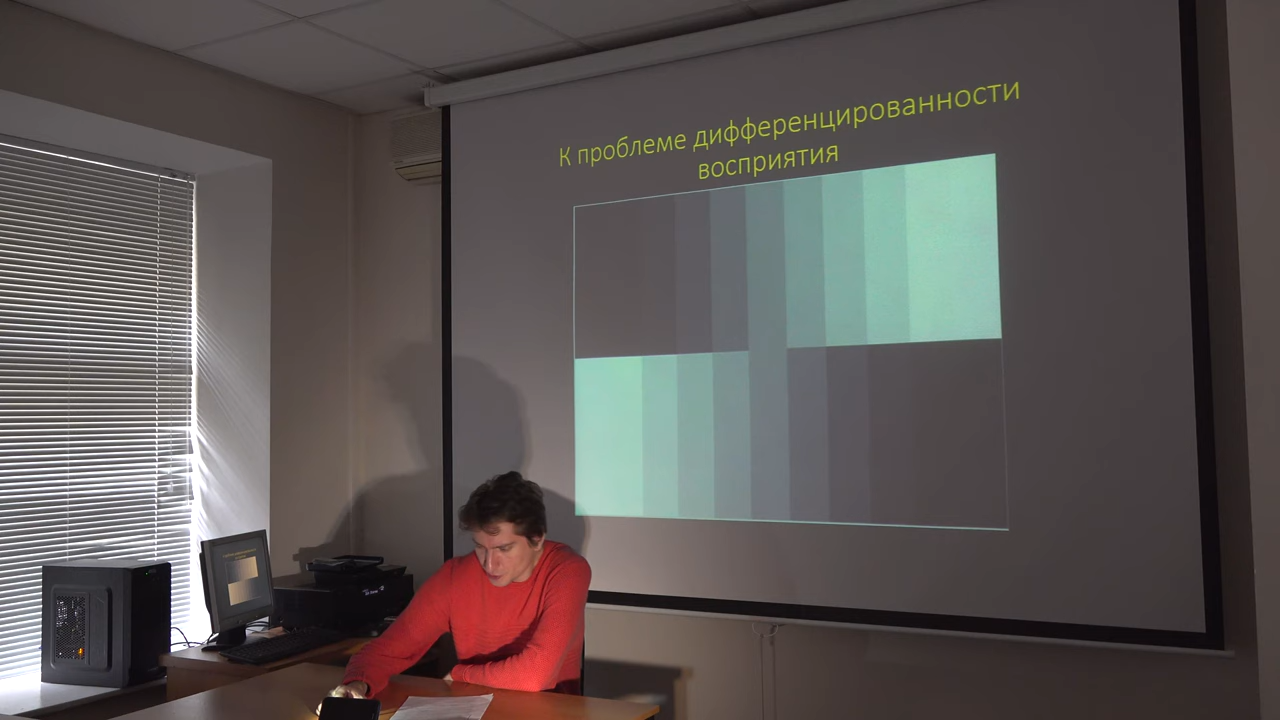 К проблеме дифференцированности
восприятия